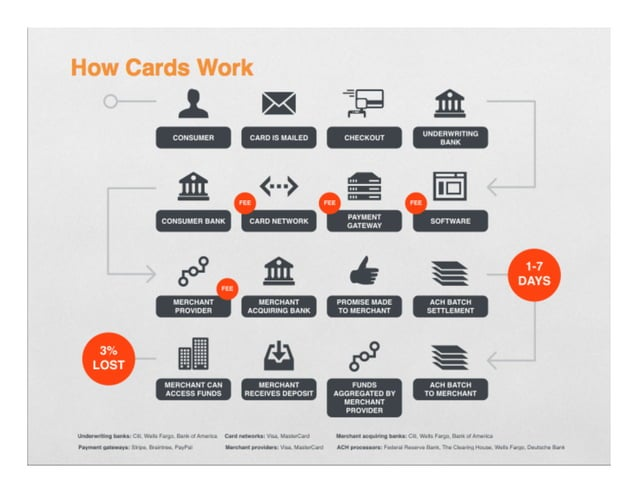 How Cards Work
CONSUMER
CARD IS MAILED
CHECKOUT
UNDERWRITING
BANK
CONSUMER BANK
FEE
CARD NETWORK
FEE
PAYMENT
GATEWAY
FEE
SOFTWARE
MERCHANT
PROVIDER
FEE
MERCHANT
ACQUIRING BANK
PROMISE MADE
TO MERCHANT
ACH BATCH
SETTLEMENT
1-7
DAYS
3%
LOST
MERCHANT CAN
ACCESS FUNDS
MERCHANT
RECEIVES DEPOSIT
FUNDS
AGGREGATED BY
MERCHANT
PROVIDER
ACH BATCH
TO MERCHANT
Underwriting banks: Citi, Wells Fargo, Bank of America Card networks: Visa, MasterCard Merchant acquiring banks: Citi, Wells Fargo, Bank of America
Payment gateways: Stripe, Braintree, PayPal Merchant providers: Visa, MasterCard ACH processors: Federal Reserve Bank, The Clearing House, Wells Fargo, Deutsche Bank